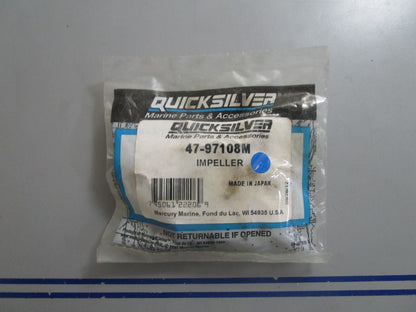 QUICKSILVER
Marine Parts & Accessories
QUICKSILVER
Marine Parts & Accessories
47-97108M
IMPELLER
MADE IN JAPAN
Mercury Marine, Fond du Lac, WI 54935 U.S.A.
NOT RETURNABLE IF OPENED